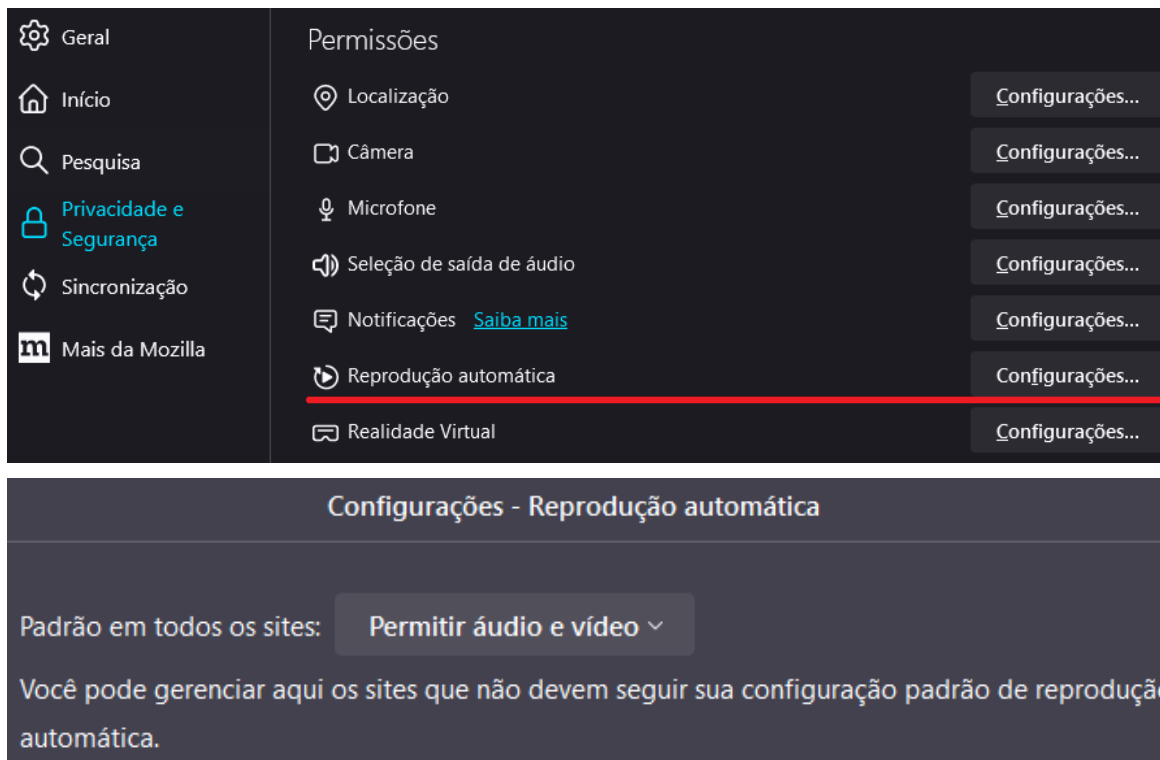 Geral
Início
Pesquisa
Privacidade e
Segurança
Sincronização
m Mais da Mozilla
Permissões
Localização Configurações...
Câmera Configurações...
Microfone Configurações...
Seleção de saída de áudio Configurações...
Notificações Saiba mais Configurações...
Reprodução automática Configurações...
Realidade Virtual Configurações...
Configurações - Reprodução automática
Padrão em todos os sites: Permitir áudio e vídeo
Você pode gerenciar aqui os sites que não devem seguir sua configuração padrão de reprodução
automática.